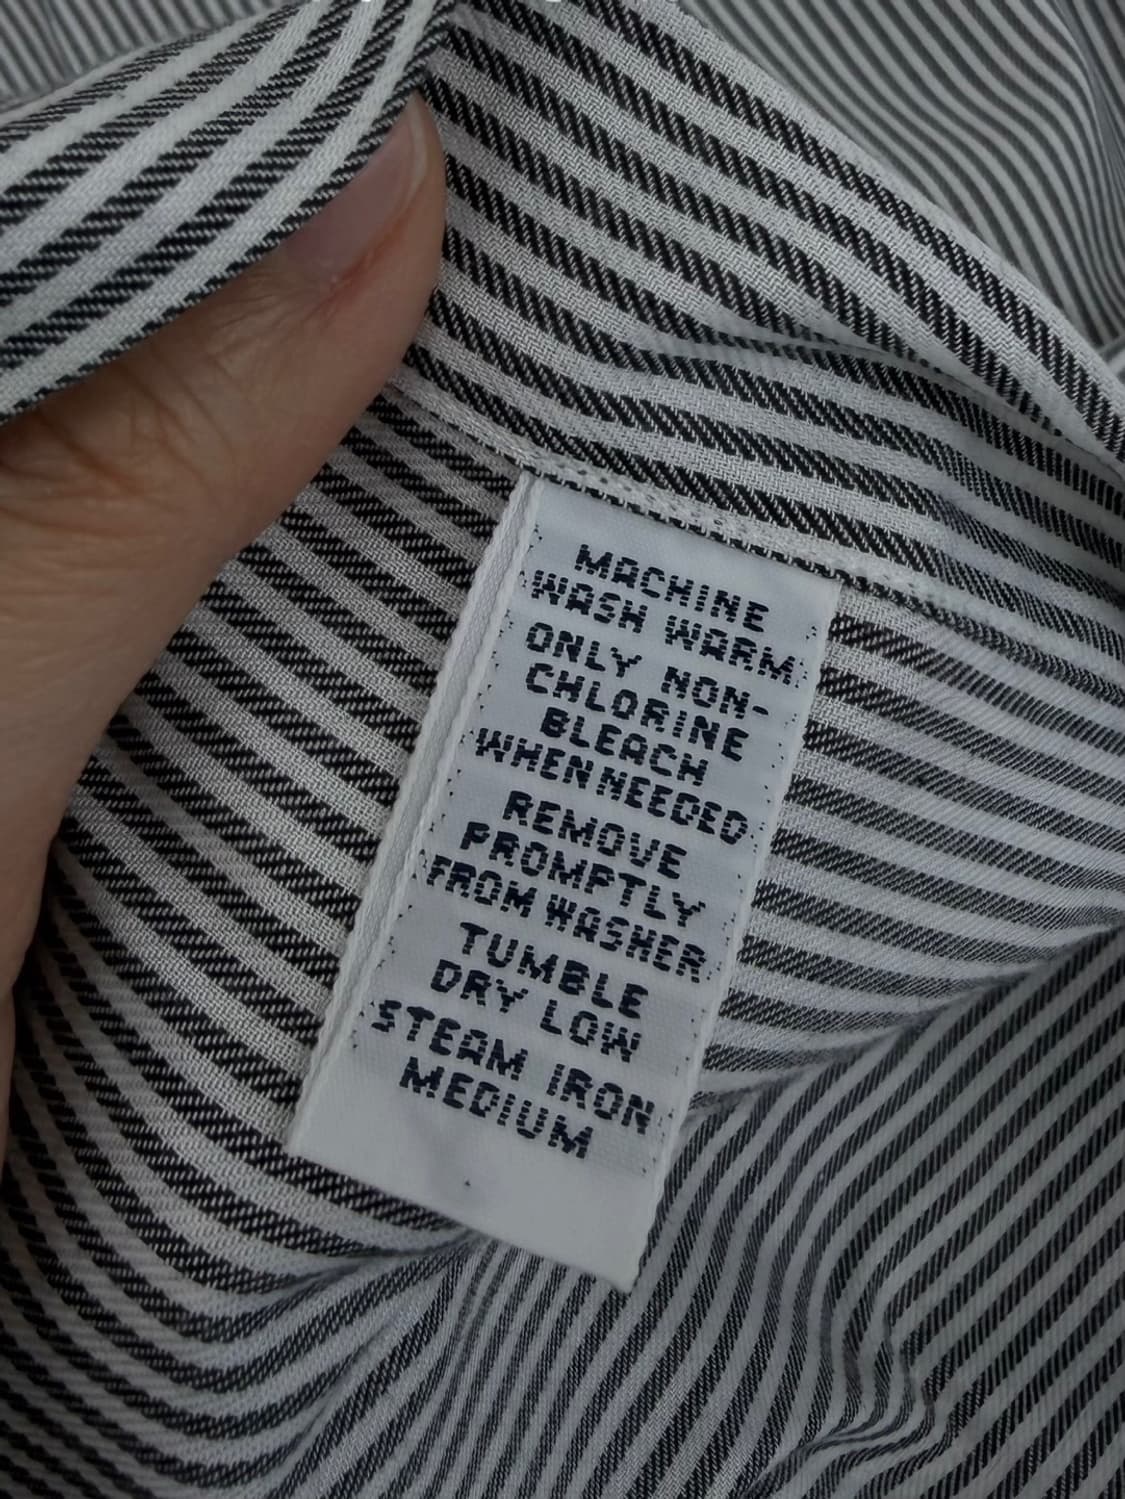 MACHINE
WASH WARM
ONLY NON-
CHLORINE
BLEACH
WHEN NEEDED
REMOVE
PROMPTLY
FROM WASHER
TUMBLE
DRY LOW
STEAM IRON
MEDIUM